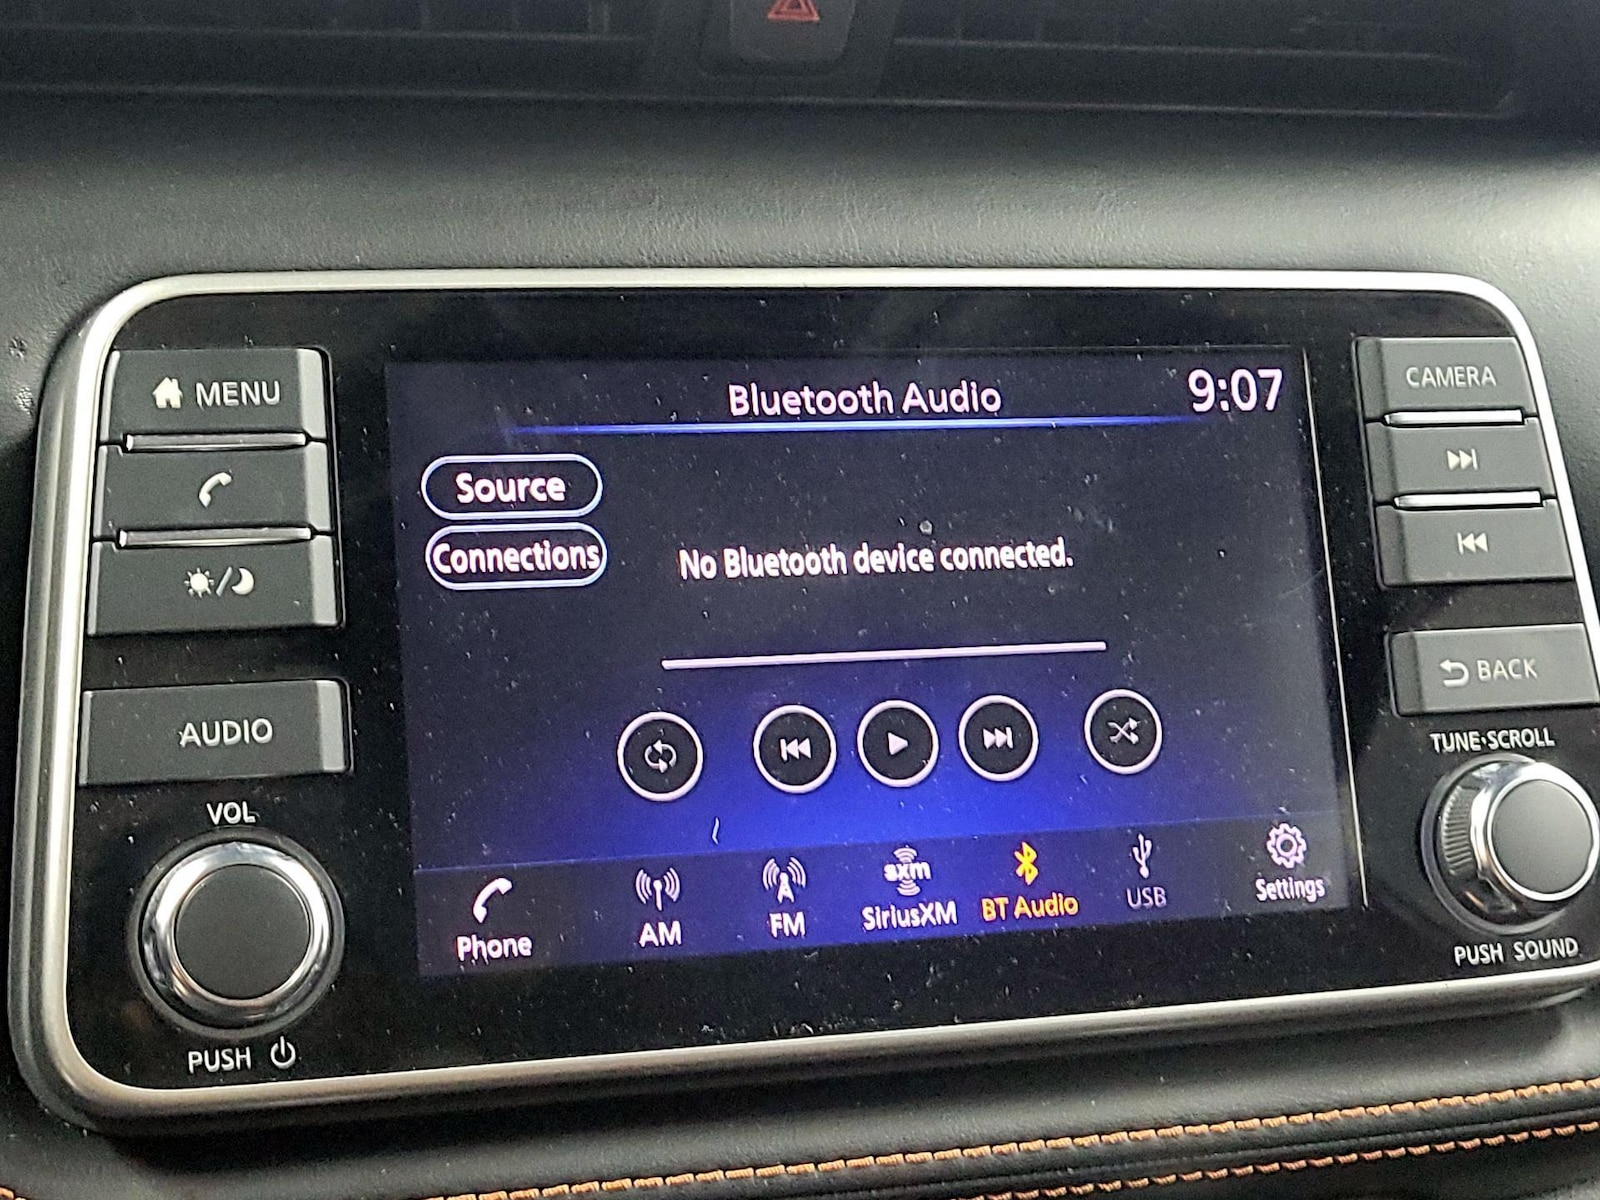 MENU
AUDIO
VOL
PUSH
Bluetooth Audio
9:07
Source
Connections
No Bluetooth device connected.
Phone
AM
A
FM
sxm
SiriusXM
BT Audio
USB
Settings
CAMERA
BACK
TUNE·SCROLL
PUSH SOUND